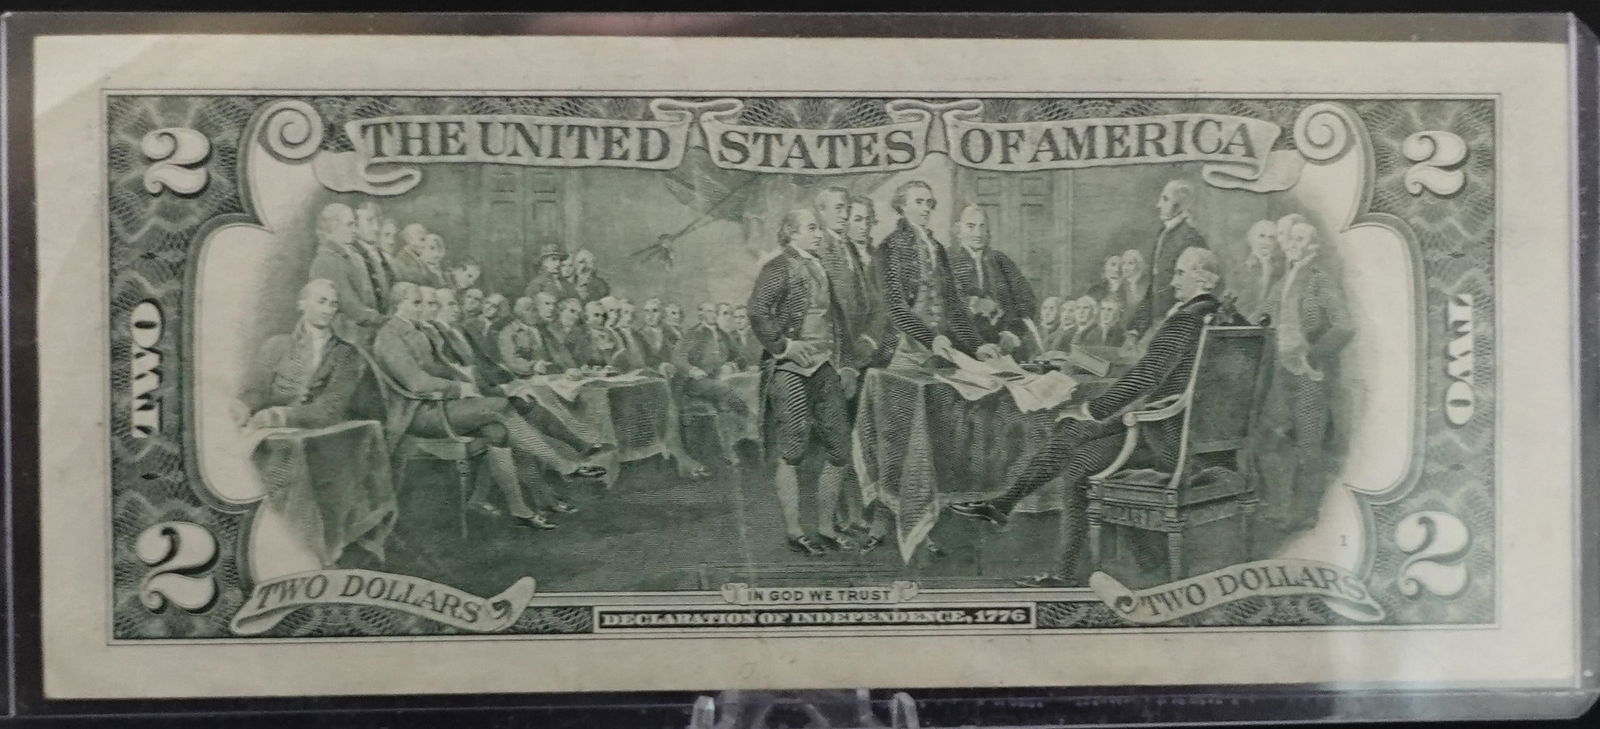 2 THE UNITED STATES OF AMERICA 2
TWO TWO
2 TWO DOLLARS IN GOD WE TRUST TWO DOLLARS 1 2
DECLARATION OF INDEPENDENCE, 1776